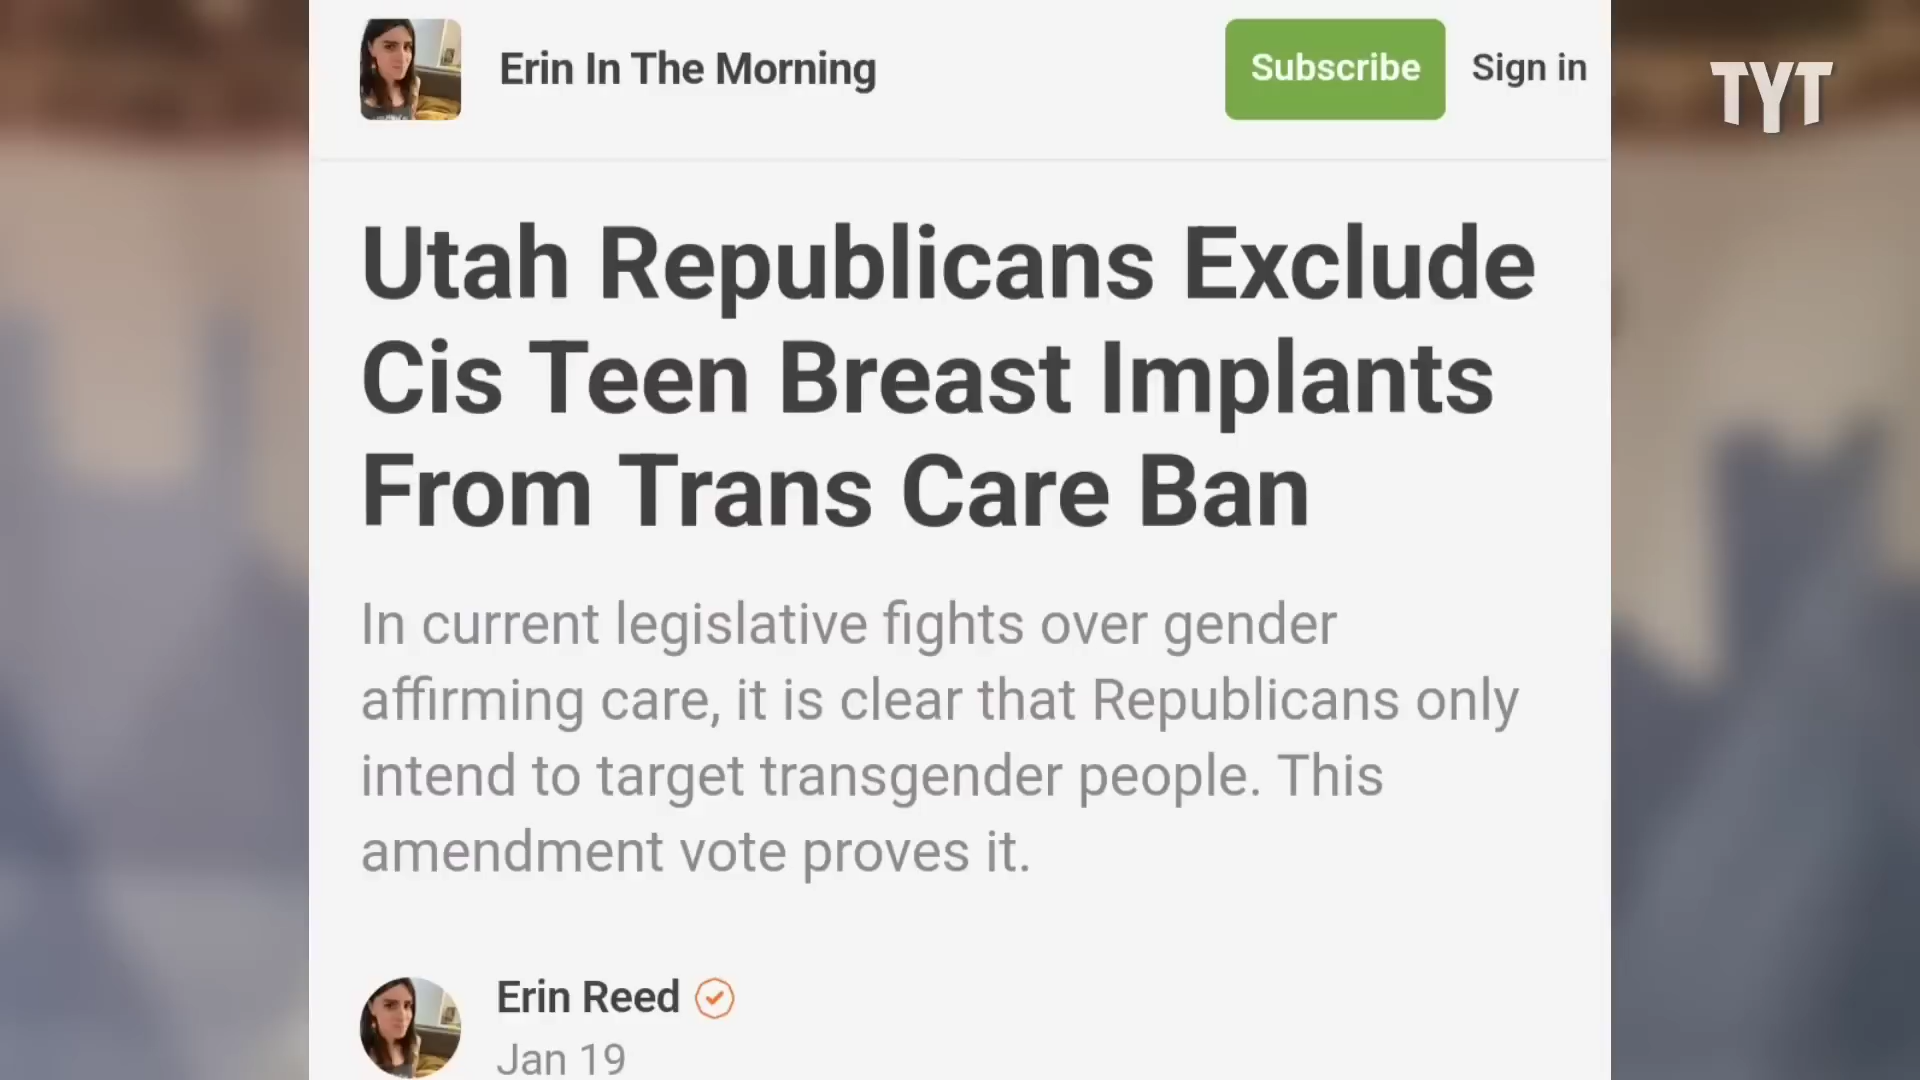 Erin In The Morning
Subscribe
Sign in
TYT
Utah Republicans Exclude
Cis Teen Breast Implants
From Trans Care Ban
In current legislative fights over gender
affirming care, it is clear that Republicans only
intend to target transgender people. This
amendment vote proves it.
Erin Reed
Jan 19